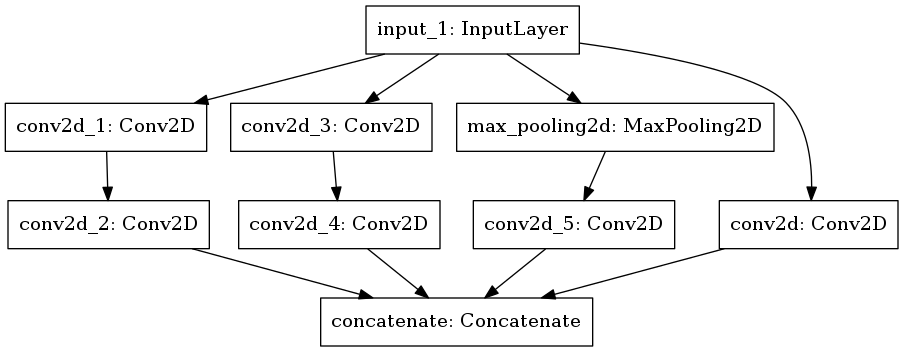 input_1: InputLayer
conv2d_1: Conv2D
conv2d_3: Conv2D
max_pooling2d: MaxPooling2D
conv2d_2: Conv2D
conv2d_4: Conv2D
conv2d_5: Conv2D
conv2d: Conv2D
concatenate: Concatenate